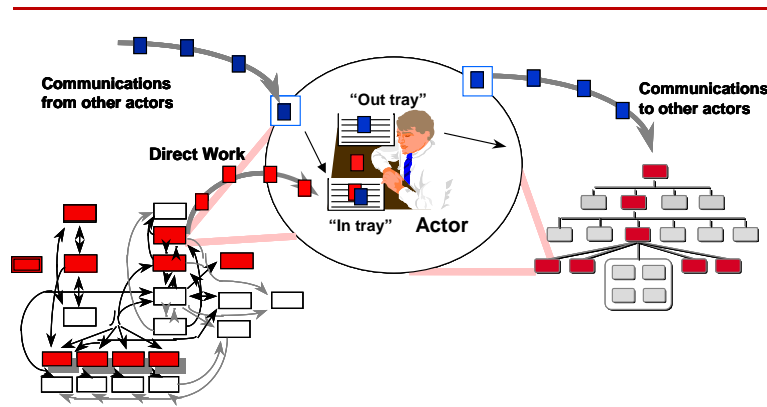 Communications
from other actors
"Out tray"
Communications
to other actors
Direct Work
"In tray"
Actor